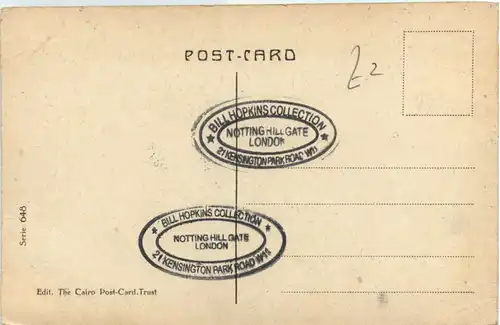 POST-CARD
£2
BILL HOPKINS COLLECTION
NOTTING HILL GATE
LONDON
21 KENSINGTON PARK ROAD W11
BILL HOPKINS COLLECTION
NOTTING HILL GATE
LONDON
21 KENSINGTON PARK ROAD W11
Serie 648
Edit. The Cairo Post-Card.Trust